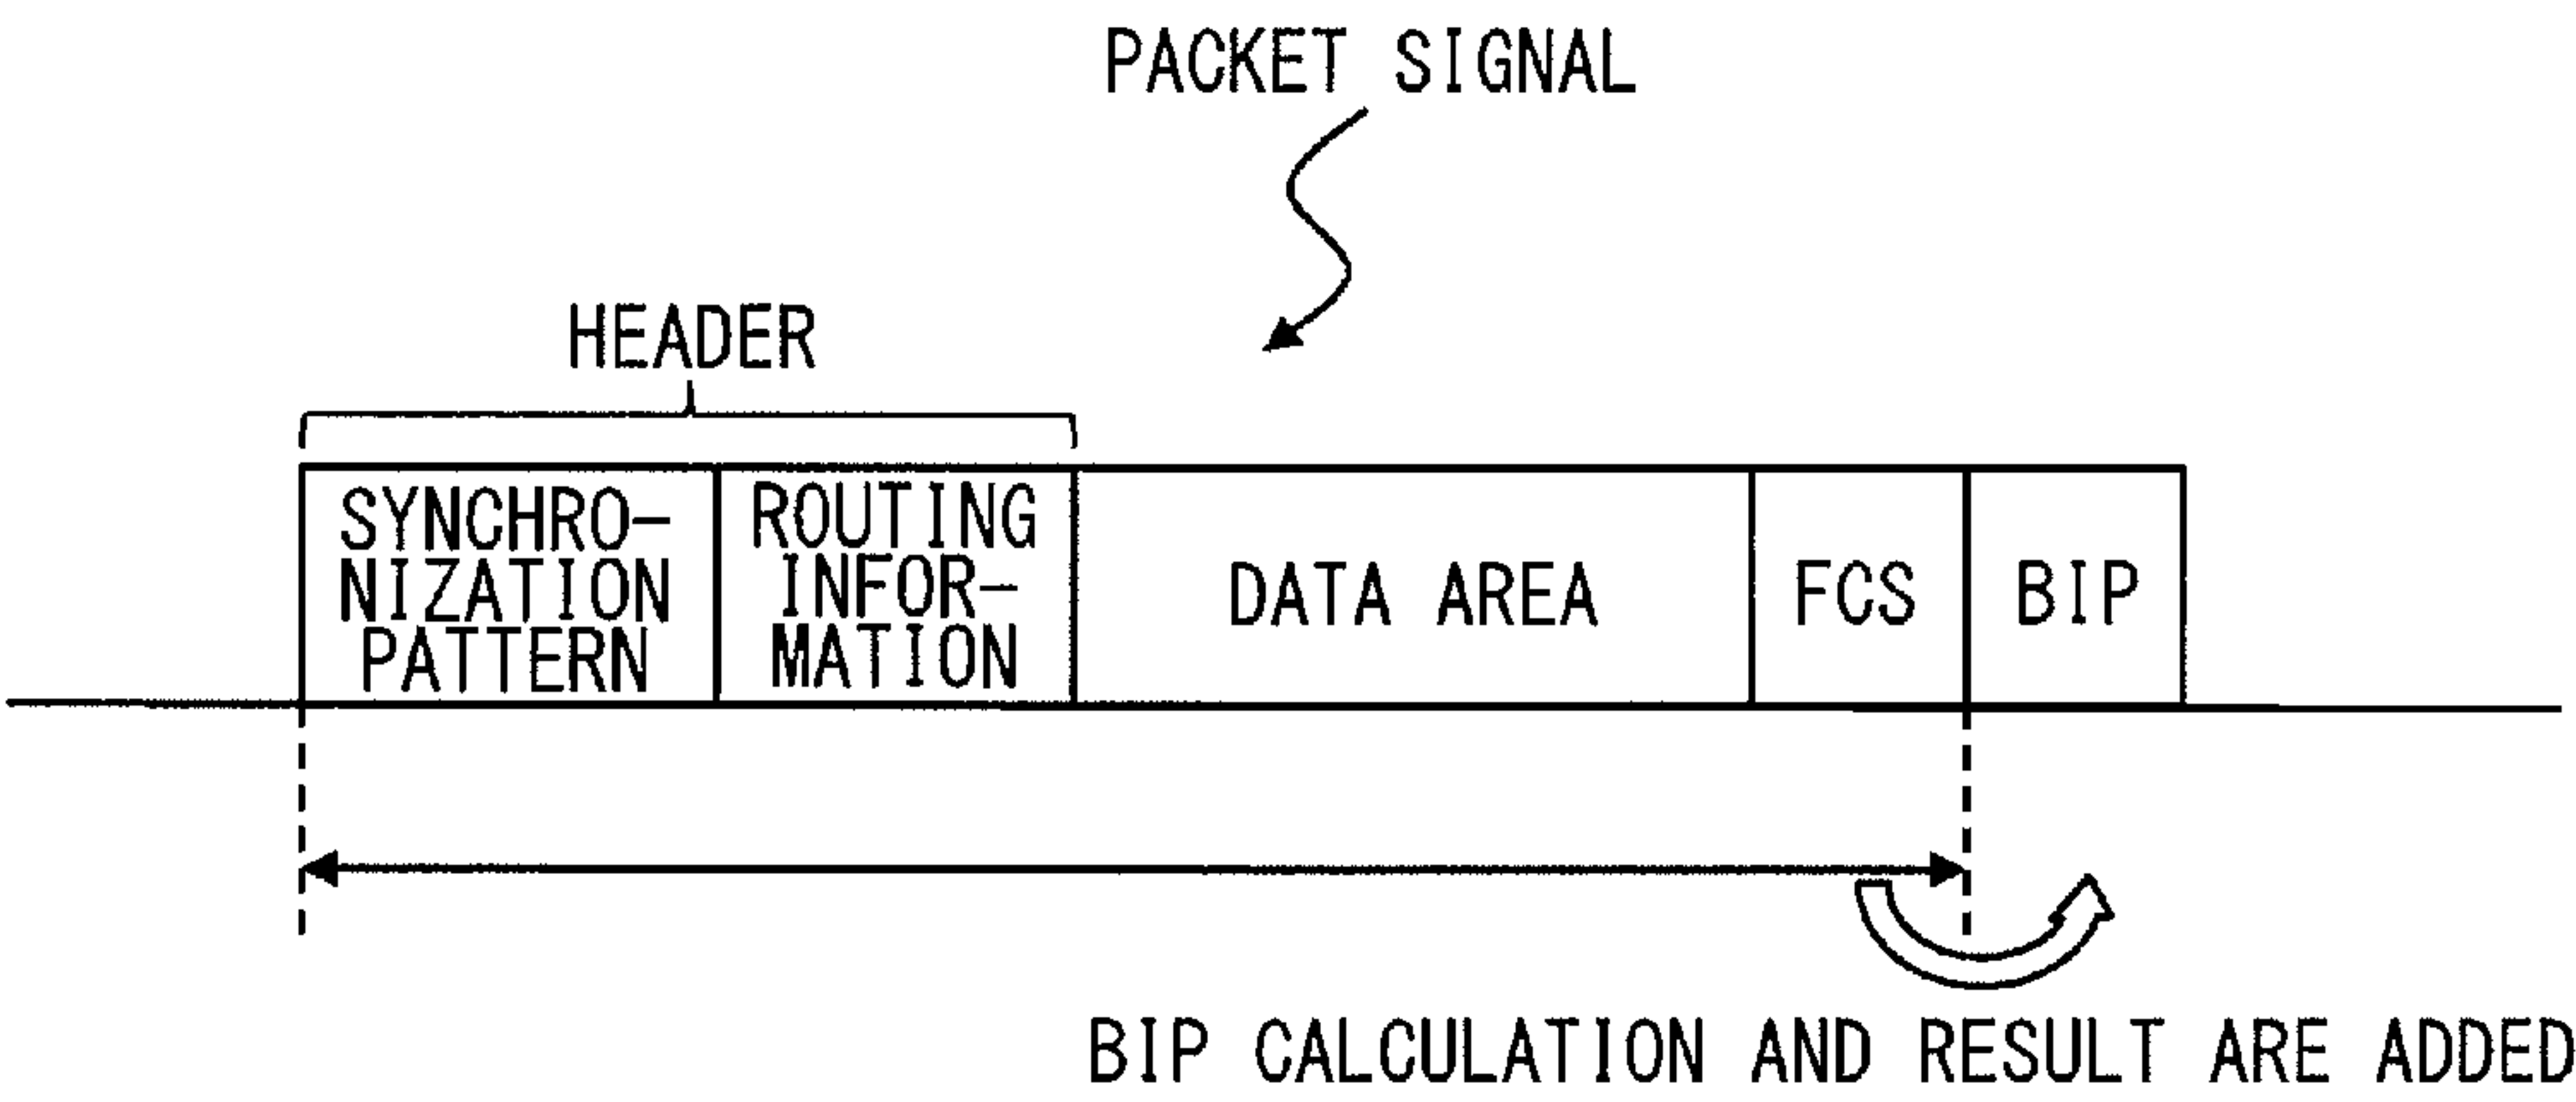 PACKET SIGNAL
HEADER
SYNCHRO-
NIZATION
PATTERN
ROUTING
INFOR-
MATION
DATA AREA
FCS
BIP
BIP CALCULATION AND RESULT ARE ADDED